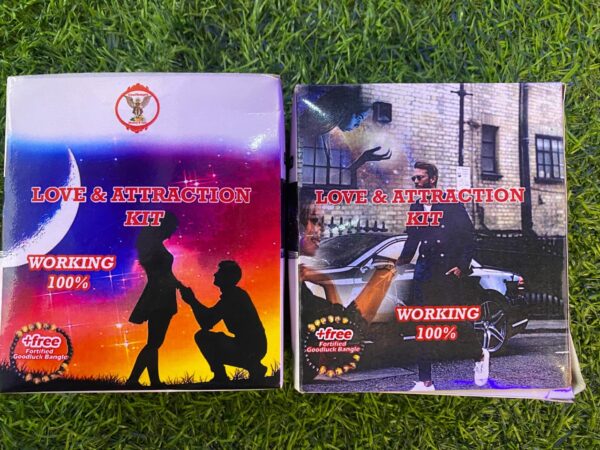 LOVE & ATTRACTION
KIT
WORKING
100%
+free
Fortified
Goodluck Bangle
LOVE & ATTRACTION
KIT
WORKING
100%
+free
Fortified
Goodluck Bangle